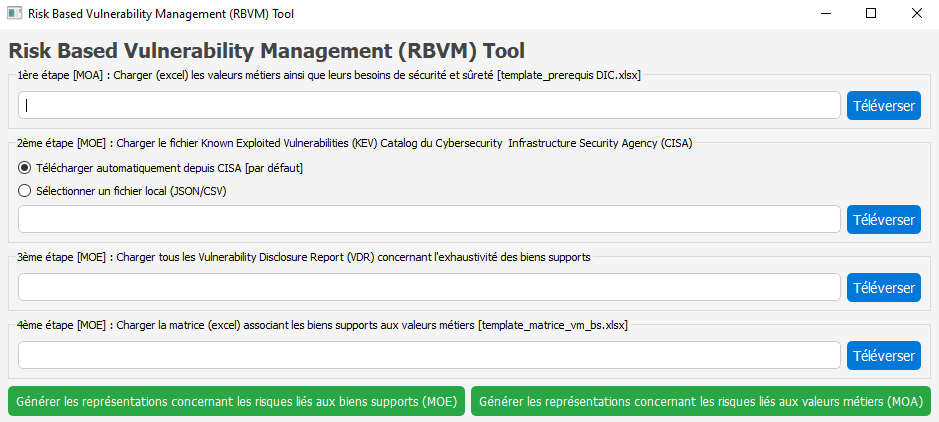 Risk Based Vulnerability Management (RBVM) Tool
Risk Based Vulnerability Management (RBVM) Tool
1ère étape [MOA] : Charger (excel) les valeurs métiers ainsi que leurs besoins de sécurité et sûreté [template_prerequis DIC.xlsx]
Téléverser
2ème étape [MOE] : Charger le fichier Known Exploited Vulnerabilities (KEV) Catalog du Cybersecurity  Infrastructure Security Agency (CISA)
Télécharger automatiquement depuis CISA [par défaut]
Sélectionner un fichier local (JSON/CSV)
Téléverser
3ème étape [MOE] : Charger tous les Vulnerability Disclosure Report (VDR) concernant l'exhaustivité des biens supports
Téléverser
4ème étape [MOE] : Charger la matrice (excel) associant les biens supports aux valeurs métiers [template_matrice_vm_bs.xlsx]
Téléverser
Générer les représentations concernant les risques liés aux biens supports (MOE)
Générer les représentations concernant les risques liés aux valeurs métiers (MOA)